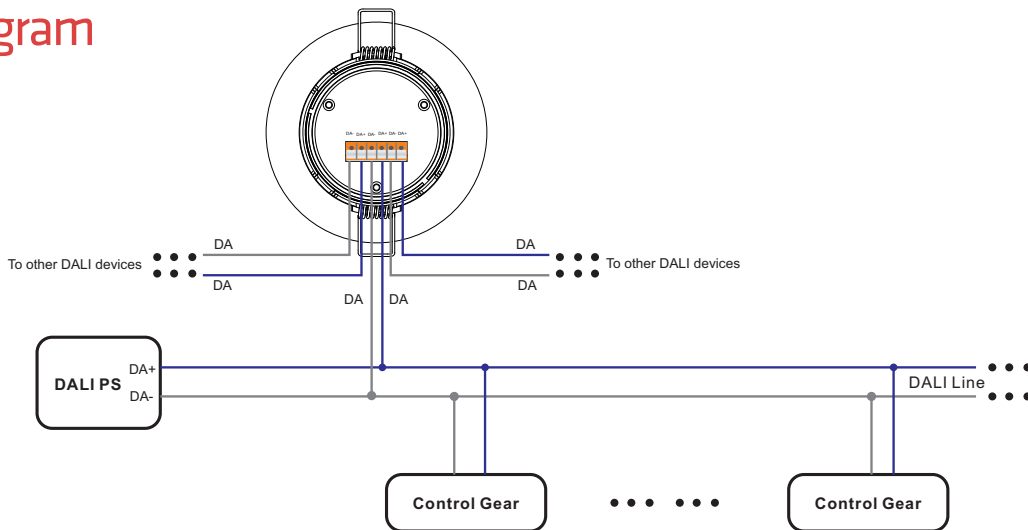 gram
DA- DA+ DA- DA+ DA- DA+
DA
DA
To other DALI devices
To other DALI devices
DA
DA
DA
DA
DA+
DALI PS
DALI Line
DA-
Control Gear
Control Gear